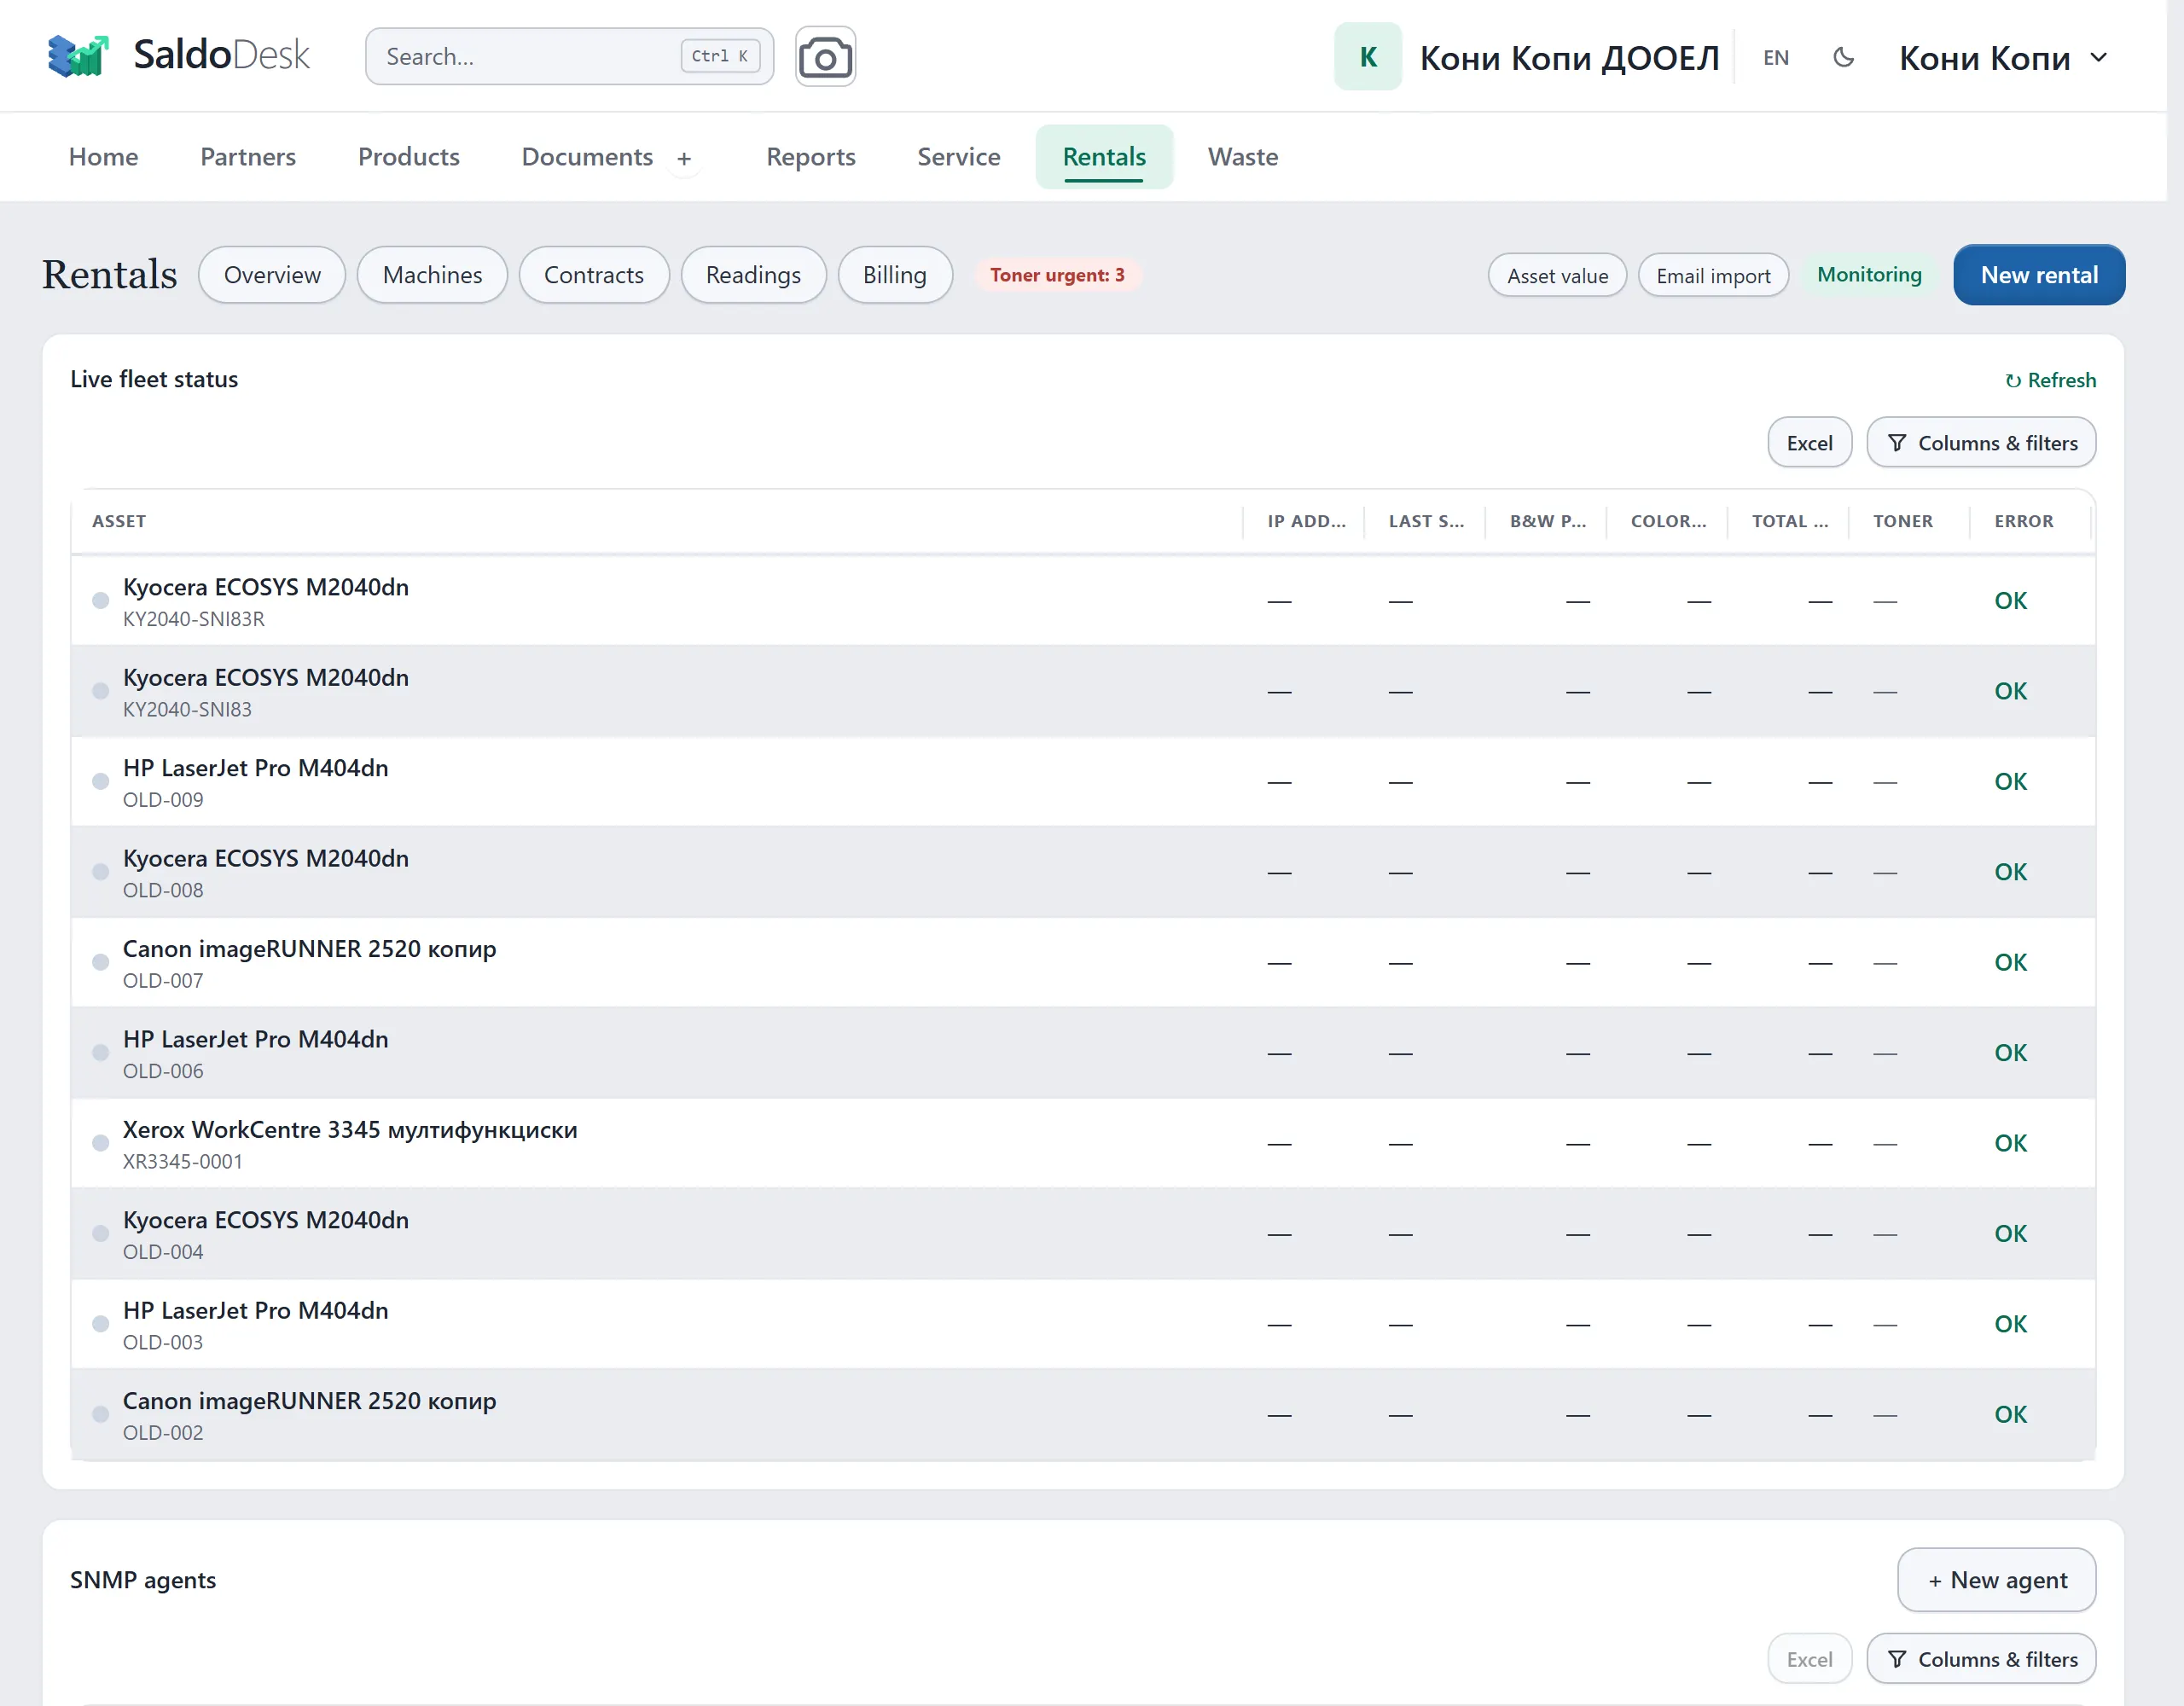 SaldoDesk
Search...
Ctrl K
K
Кони Копи ДООЕЛ
EN
Кони Копи
Home
Partners
Products
Documents
+
Reports
Service
Rentals
Waste
Rentals
Overview
Machines
Contracts
Readings
Billing
Toner urgent: 3
Asset value
Email import
Monitoring
New rental
Live fleet status
↻ Refresh
Excel
Columns & filters
ASSET
IP ADD...
LAST S...
B&W P...
COLOR...
TOTAL ...
TONER
ERROR
Kyocera ECOSYS M2040dn
KY2040-SNI83R
— — — — — — OK
Kyocera ECOSYS M2040dn
KY2040-SNI83
— — — — — — OK
HP LaserJet Pro M404dn
OLD-009
— — — — — — OK
Kyocera ECOSYS M2040dn
OLD-008
— — — — — — OK
Canon imageRUNNER 2520 копир
OLD-007
— — — — — — OK
HP LaserJet Pro M404dn
OLD-006
— — — — — — OK
Xerox WorkCentre 3345 мултифункциски
XR3345-0001
— — — — — — OK
Kyocera ECOSYS M2040dn
OLD-004
— — — — — — OK
HP LaserJet Pro M404dn
OLD-003
— — — — — — OK
Canon imageRUNNER 2520 копир
OLD-002
— — — — — — OK
SNMP agents
+ New agent
Excel
Columns & filters